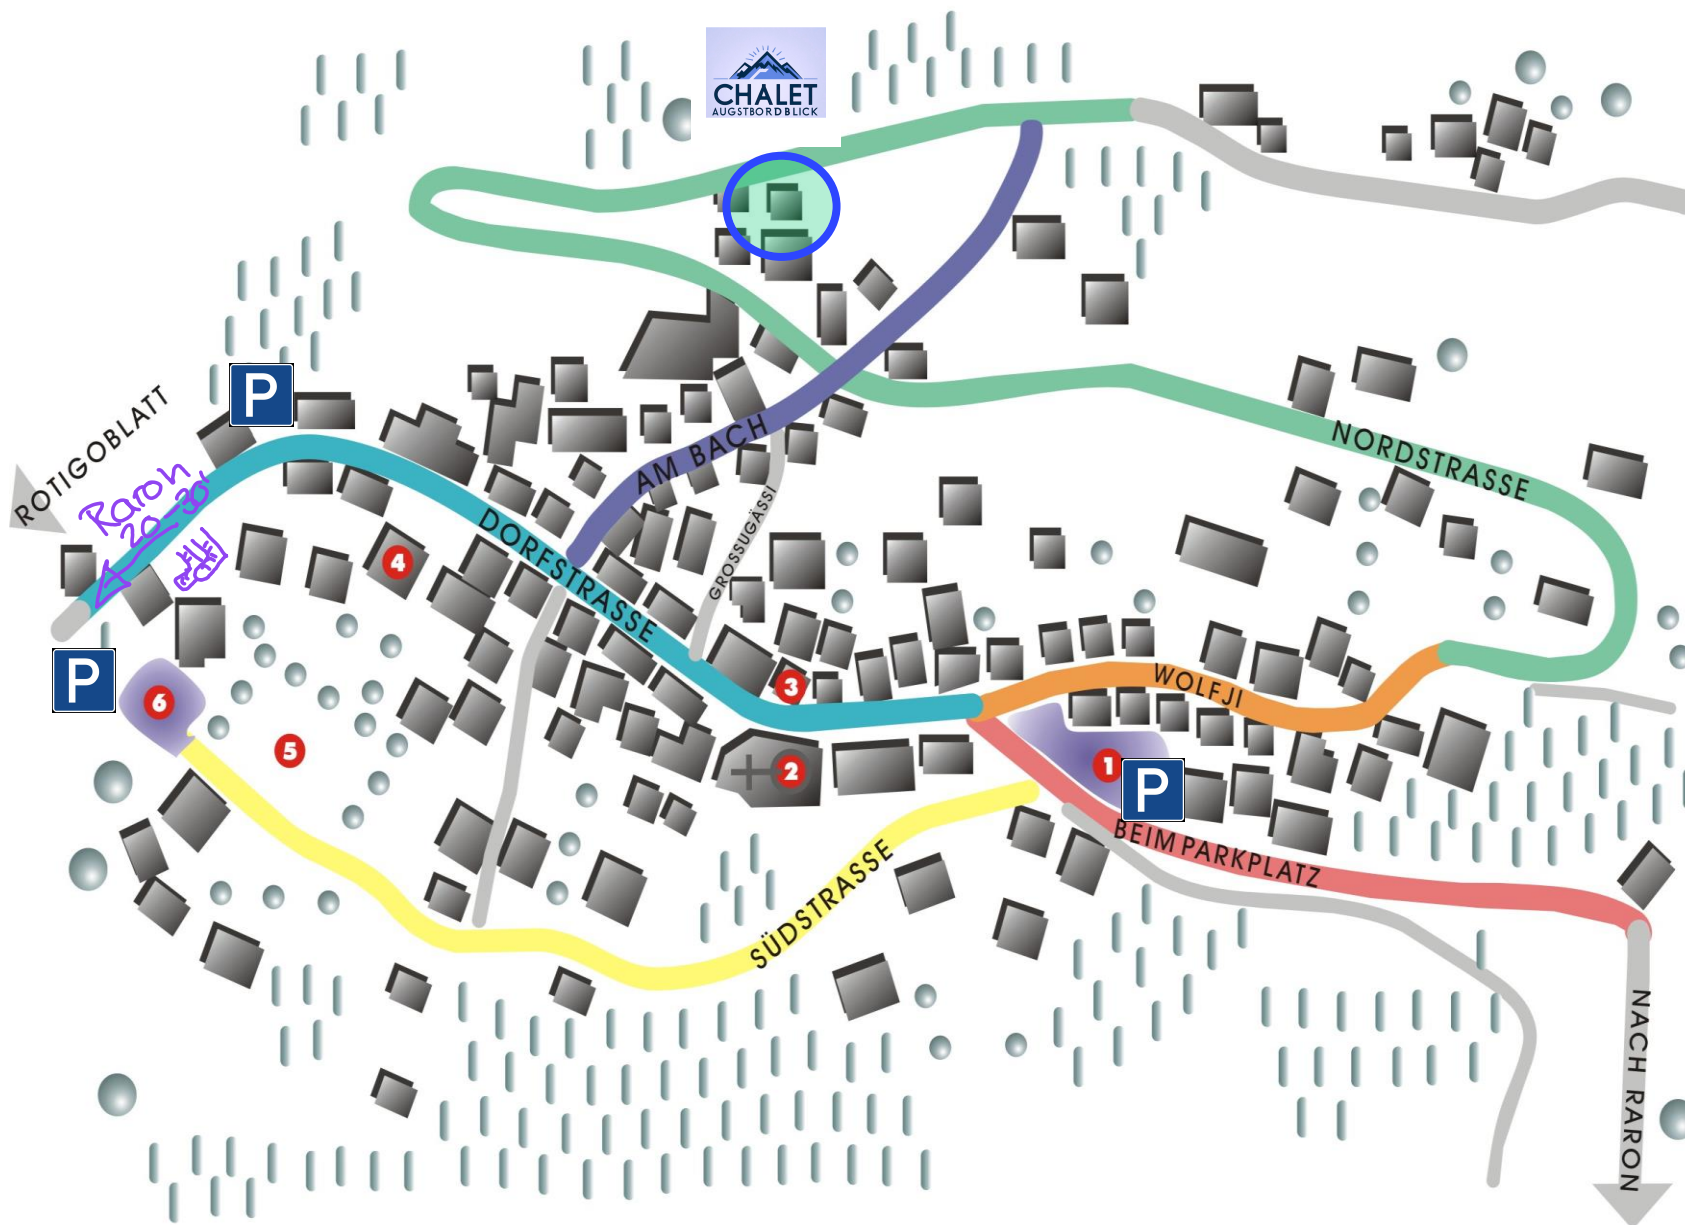 CHALET
AUGSTBORDBLICK
P
ROTIGOBLATT
20-30'
AM BACH
NORDSTRASSE
GROSSUGÄSSI
DORFSTRASSE
4
P
6
5
3
2
WOLFJI
1
P
BEIM PARKPLATZ
SÜDSTRASSE
NACH RARON